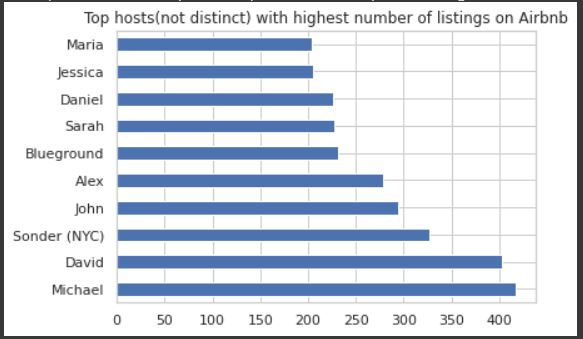 Top hosts(not distinct) with highest number of listings on Airbnb
Maria
Jessica
Daniel
Sarah
Blueground
Alex
John
Sonder (NYC)
David
Michael
0 50 100 150 200 250 300 350 400